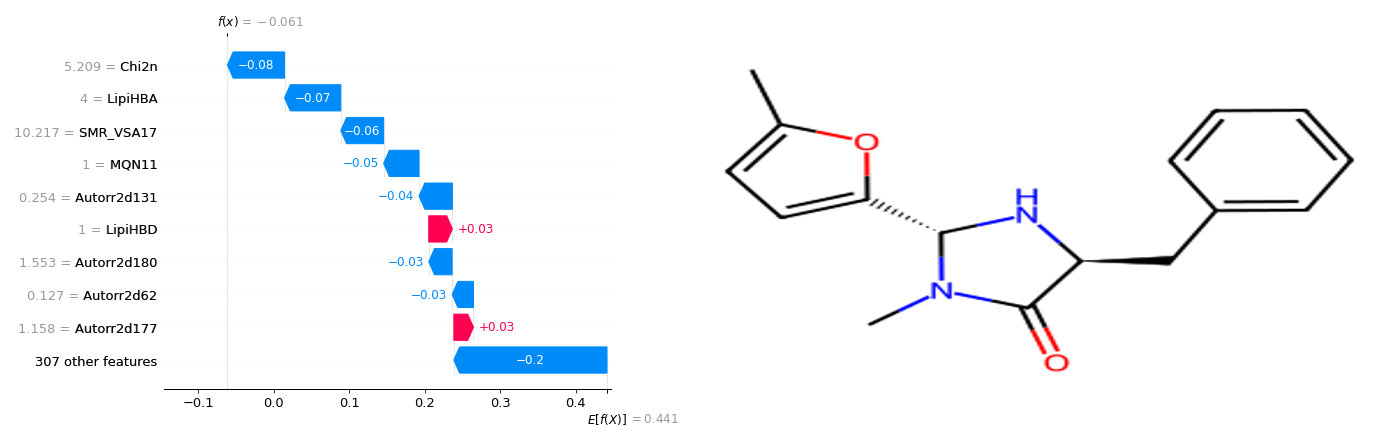 f(x) = −0.061
5.209 = Chi2n
−0.08
4 = LipiHBA
−0.07
10.217 = SMR_VSA17
−0.06
1 = MQN11
−0.05
0.254 = Autorr2d131
−0.04
1 = LipiHBD
+0.03
1.553 = Autorr2d180
−0.03
0.127 = Autorr2d62
−0.03
1.158 = Autorr2d177
+0.03
307 other features
−0.2
−0.1 0.0 0.1 0.2 0.3 0.4
E[f(X)] = 0.441
O
H
N
N
O